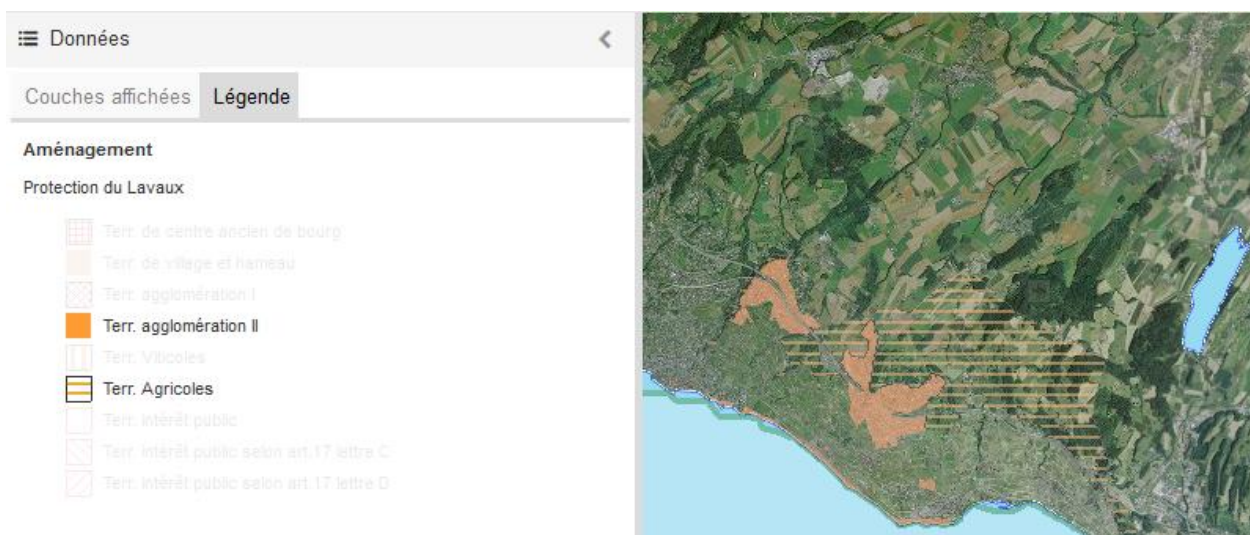 Données
Couches affichées Légende
Aménagement
Protection du Lavaux
Terr. de centre ancien de bourg
Terr. de village et hameau
Terr. agglomération I
Terr. agglomération II
Terr. Viticoles
Terr. Agricoles
Terr. intérêt public
Terr. intérêt public selon art.17 lettre C
Terr. intérêt public selon art.17 lettre D